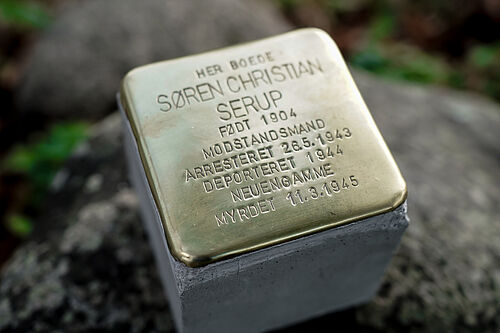 HER BOEDE
SØREN CHRISTIAN
SERUP
FØDT 1904
MODSTANDSMAND
ARRESTERET 28.5.1943
DEPORTERET 1944
NEUENGAMME
MYRDET 11.3.1945